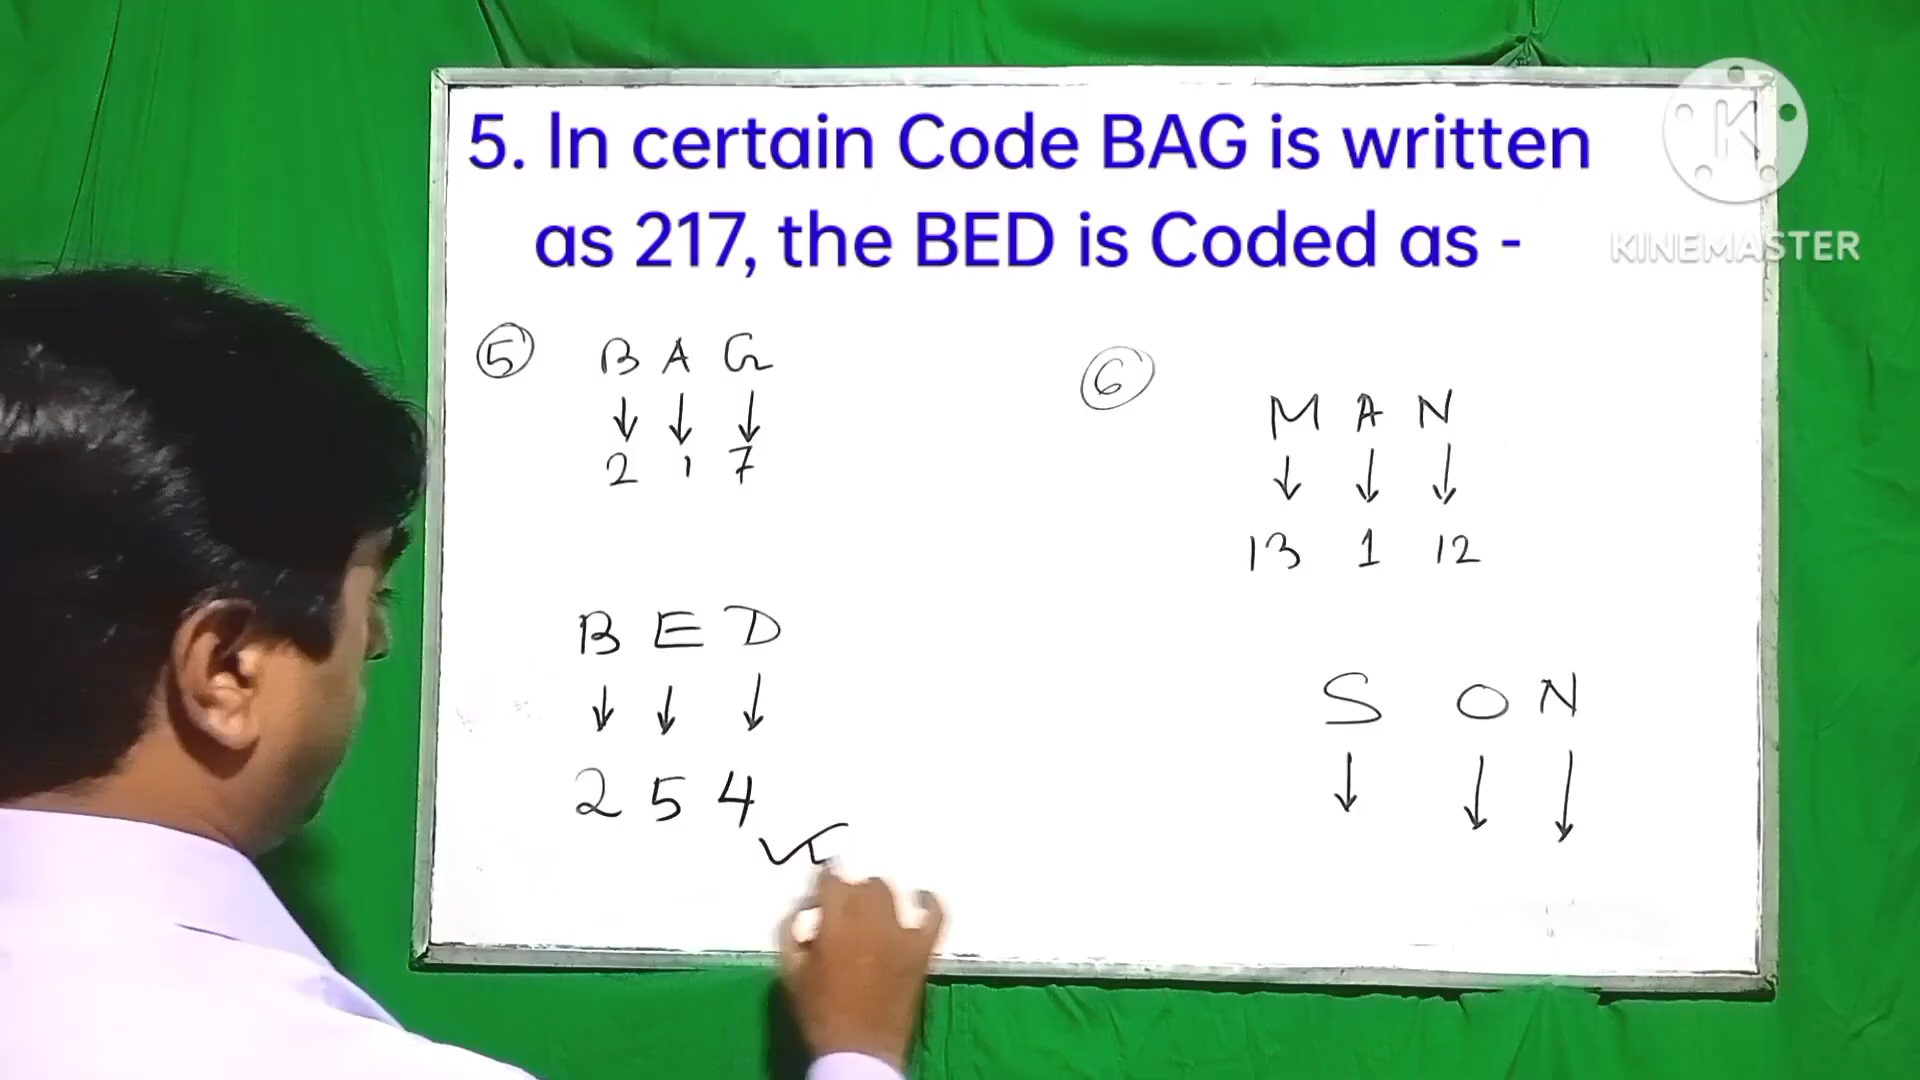 5. In certain Code BAG is written
as 217, the BED is Coded as -
K
KINEMASTER
5 B A G
2 1 7
B E D
2 5 4
6
M A N
13 1 12
S O N